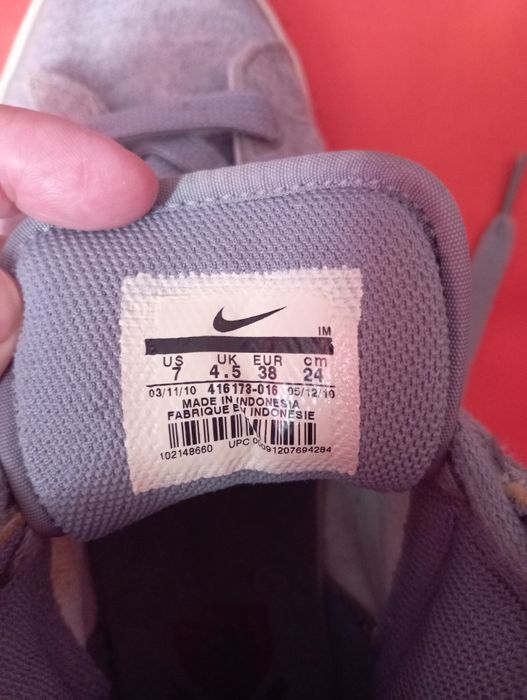 IM
US UK EUR cm
7 4.5 38 24
03/11/10 416173-016 05/12/10
MADE IN INDONESIA
FABRIQUE EN INDONESIE
102148660 UPC 00091207694284